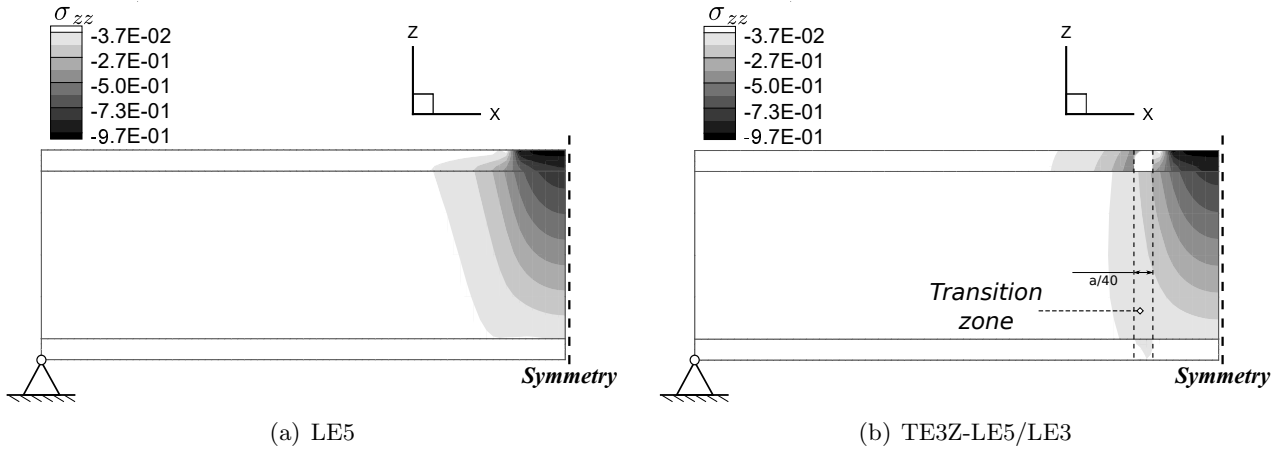 σ zz
-3.7E-02
-2.7E-01
-5.0E-01
-7.3E-01
-9.7E-01
Z
X
Symmetry
(a) LE5
σ zz
-3.7E-02
-2.7E-01
-5.0E-01
-7.3E-01
-9.7E-01
Z
X
a/40
Transition
zone
Symmetry
(b) TE3Z-LE5/LE3